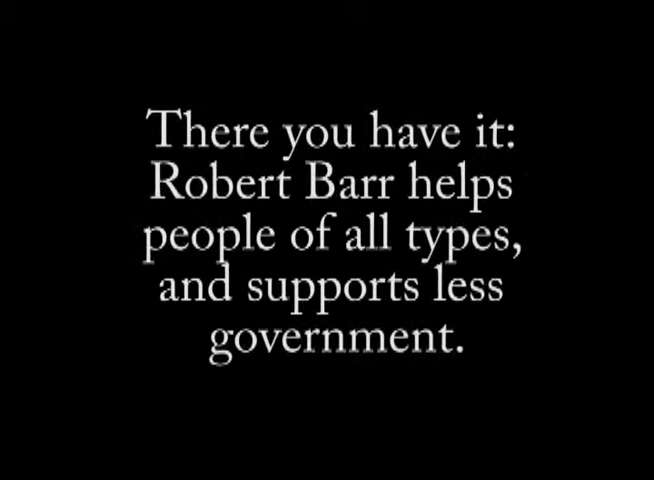 There you have it:
Robert Barr helps
people of all types,
and supports less
government.